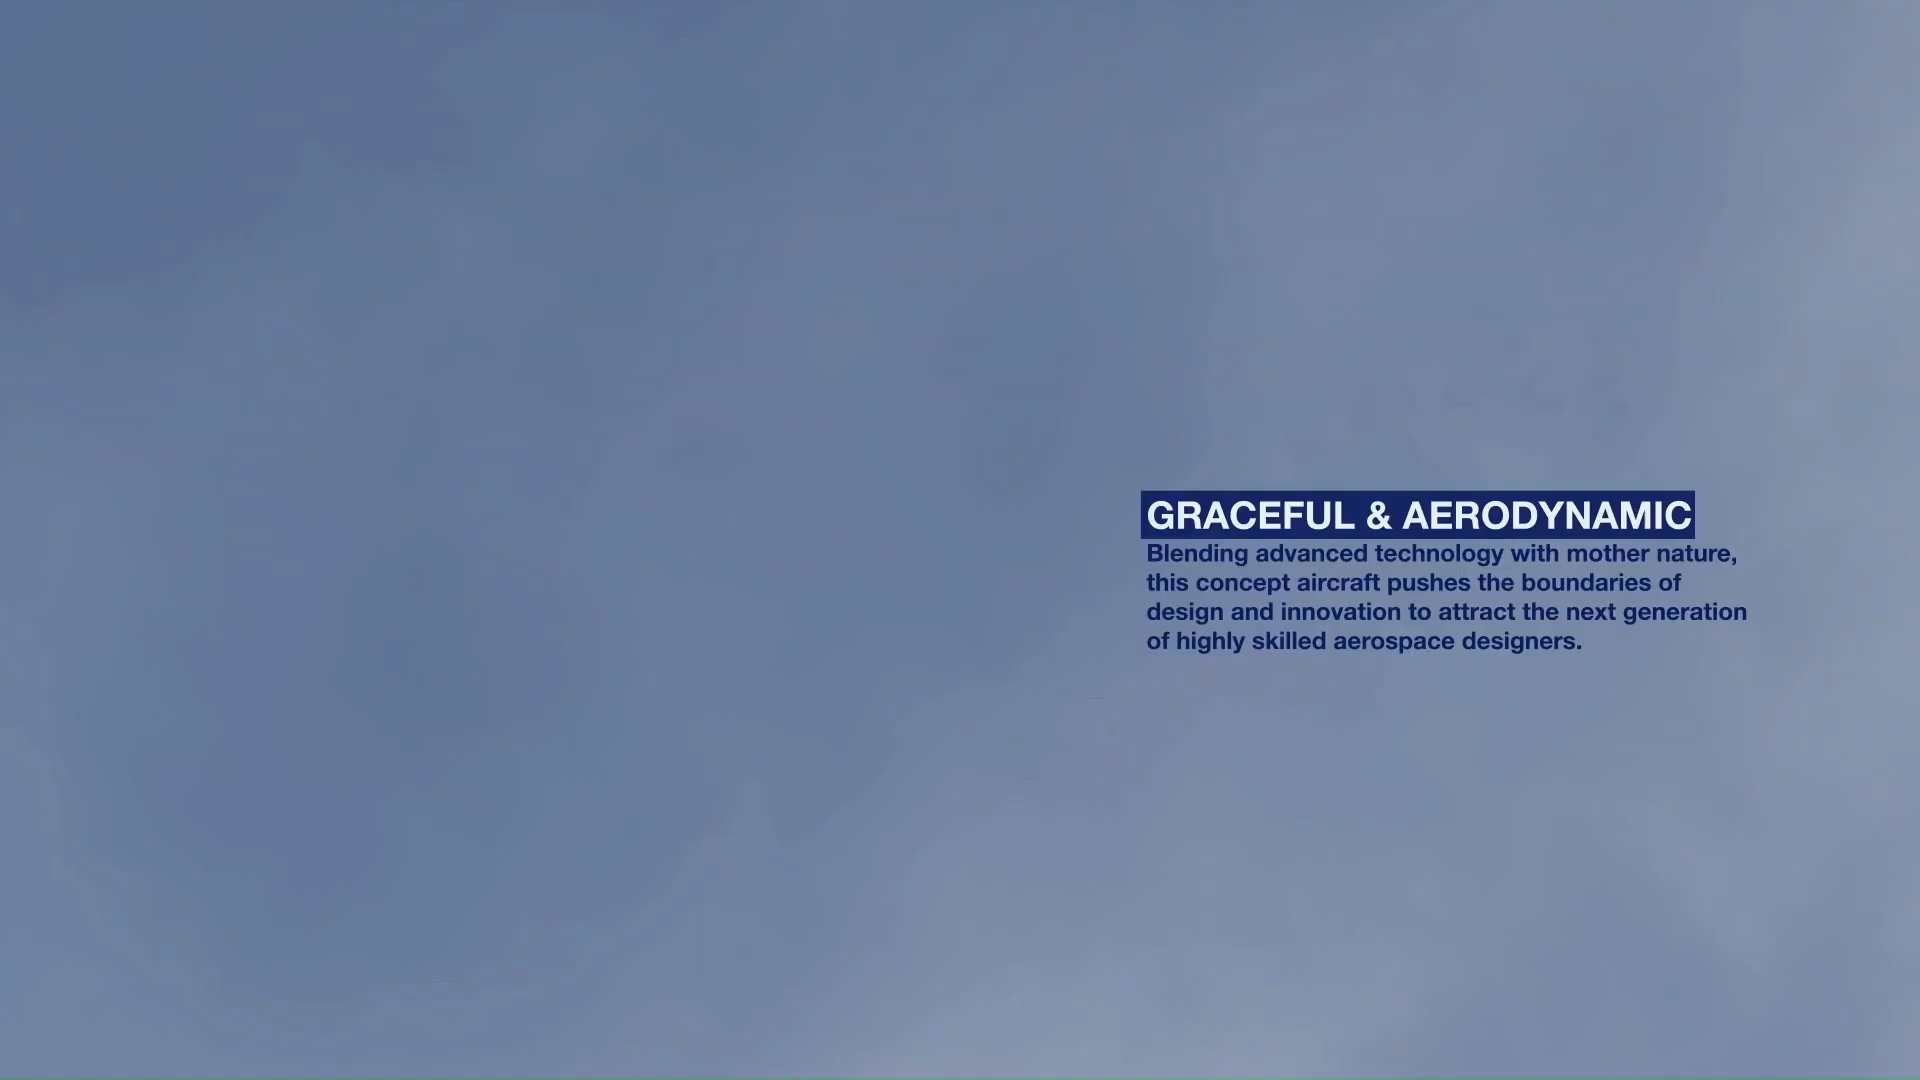 GRACEFUL & AERODYNAMIC
Blending advanced technology with mother nature,
this concept aircraft pushes the boundaries of
design and innovation to attract the next generation
of highly skilled aerospace designers.